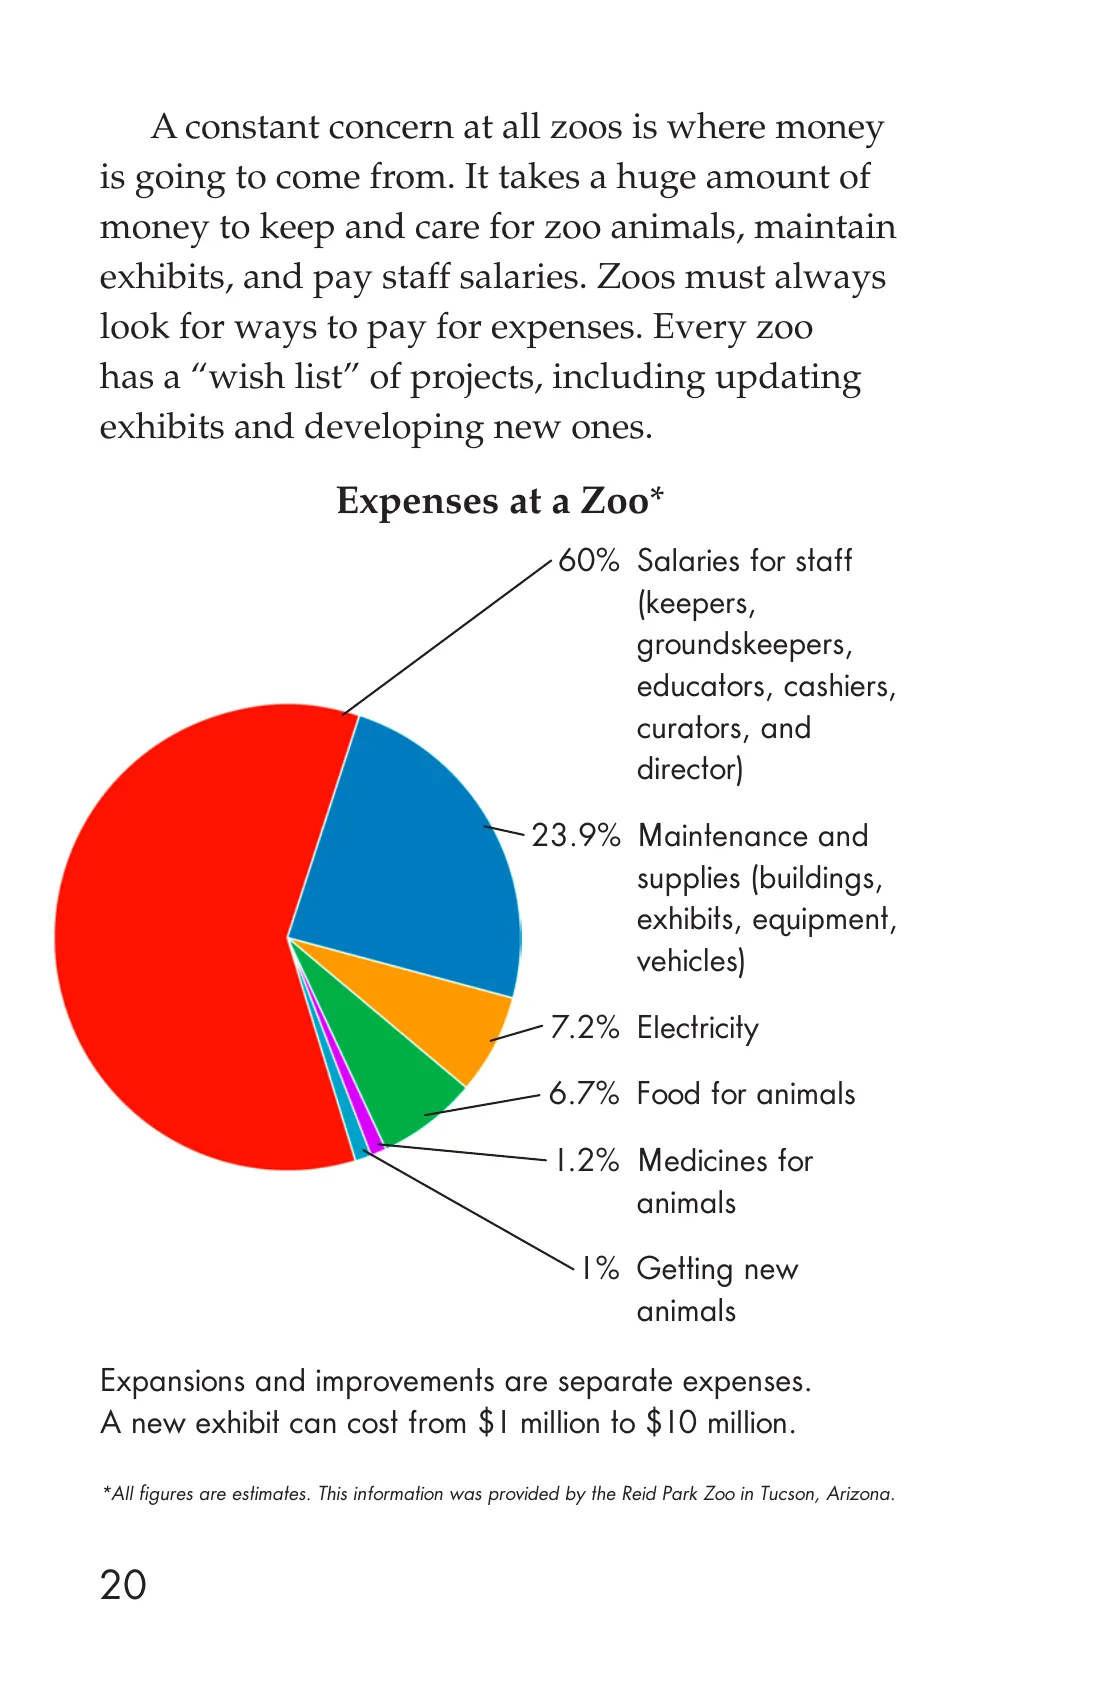 A constant concern at all zoos is where money
is going to come from. It takes a huge amount of
money to keep and care for zoo animals, maintain
exhibits, and pay staff salaries. Zoos must always
look for ways to pay for expenses. Every zoo
has a “wish list” of projects, including updating
exhibits and developing new ones.
Expenses at a Zoo*
60% Salaries for staff
(keepers,
groundskeepers,
educators, cashiers,
curators, and
director)
23.9% Maintenance and
supplies (buildings,
exhibits, equipment,
vehicles)
7.2% Electricity
6.7% Food for animals
1.2% Medicines for
animals
1% Getting new
animals
Expansions and improvements are separate expenses.
A new exhibit can cost from $1 million to $10 million.
*All figures are estimates. This information was provided by the Reid Park Zoo in Tucson, Arizona.
20